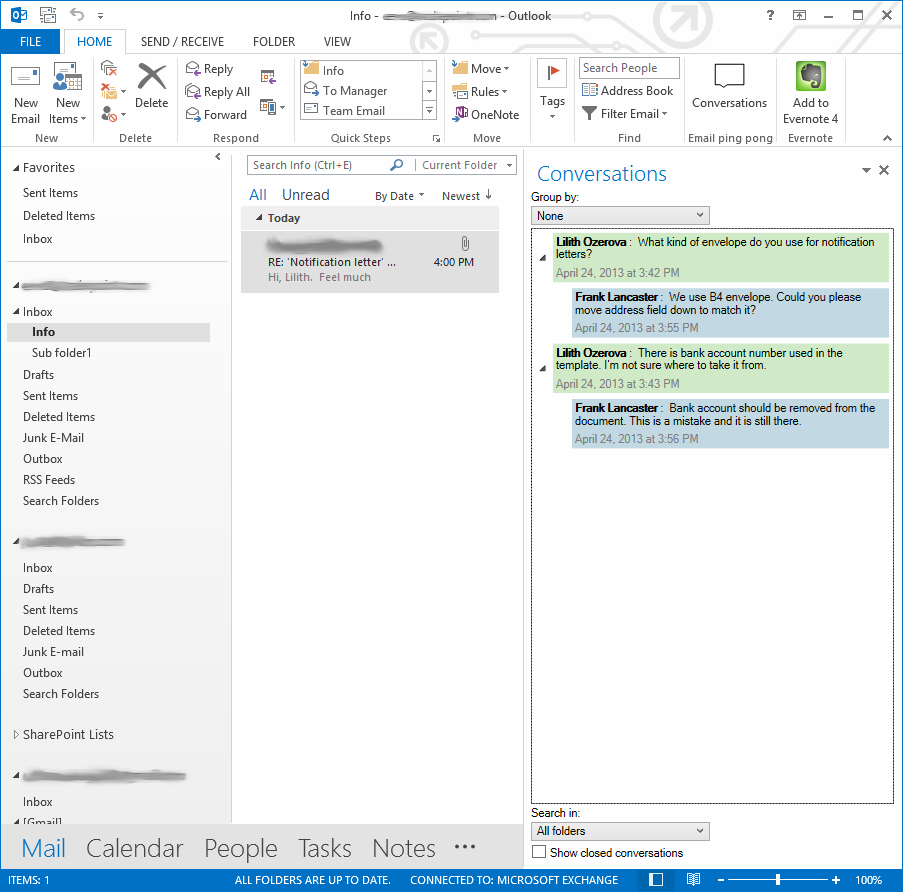 Info - - Outlook
?
FILE HOME SEND / RECEIVE FOLDER VIEW
New Email
New Items
Delete
Reply
Reply All
Forward
Info
To Manager
Team Email
Move
Rules
OneNote
Tags
Search People
Address Book
Filter Email
Conversations
Add to Evernote 4
New Delete Respond Quick Steps Move Find Email ping pong Evernote
Favorites
Sent Items
Deleted Items
Inbox
Inbox
Info
Sub folder1
Drafts
Sent Items
Deleted Items
Junk E-Mail
Outbox
RSS Feeds
Search Folders
Inbox
Drafts
Sent Items
Deleted Items
Junk E-mail
Outbox
Search Folders
SharePoint Lists
Inbox
[Gmail]
Search Info (Ctrl+E) Current Folder
All Unread By Date Newest
Today
RE: 'Notification letter' ... 4:00 PM
Hi, Lilith. Feel much
Conversations
Group by:
None
Lilith Ozerova : What kind of envelope do you use for notification
letters?
April 24, 2013 at 3:42 PM
Frank Lancaster : We use B4 envelope. Could you please
move address field down to match it?
April 24, 2013 at 3:55 PM
Lilith Ozerova : There is bank account number used in the
template. I'm not sure where to take it from.
April 24, 2013 at 3:43 PM
Frank Lancaster : Bank account should be removed from the
document. This is a mistake and it is still there.
April 24, 2013 at 3:56 PM
Search in:
All folders
Show closed conversations
Mail Calendar People Tasks Notes ...
ITEMS: 1 ALL FOLDERS ARE UP TO DATE. CONNECTED TO: MICROSOFT EXCHANGE 100%